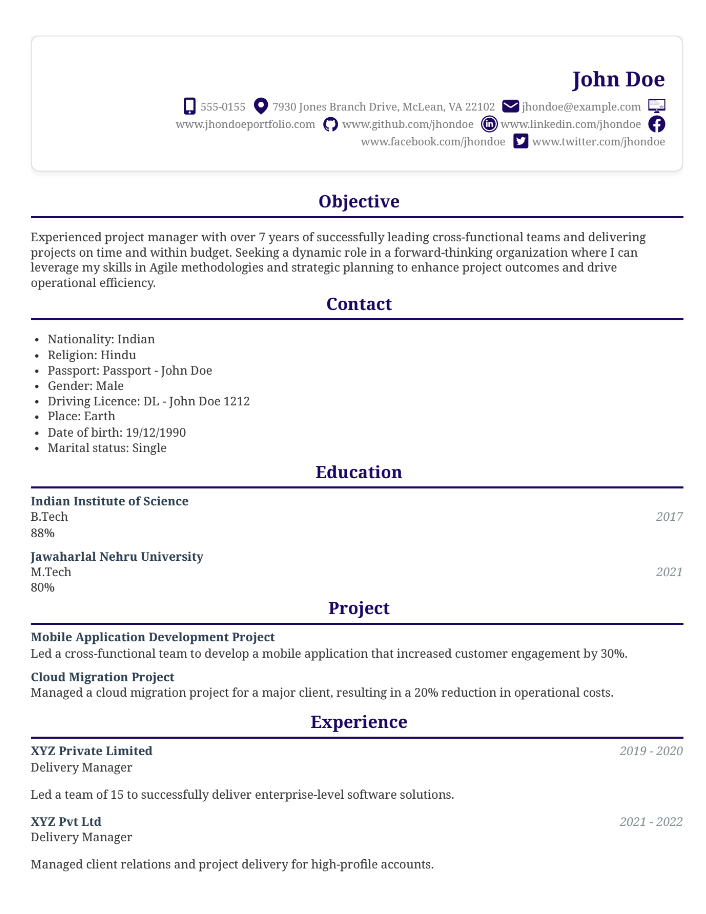 John Doe
555-0155 7930 Jones Branch Drive, McLean, VA 22102 jhondoe@example.com
www.jhondoeportfolio.com www.github.com/jhondoe www.linkedin.com/jhondoe
www.facebook.com/jhondoe www.twitter.com/jhondoe
Objective
Experienced project manager with over 7 years of successfully leading cross-functional teams and delivering
projects on time and within budget. Seeking a dynamic role in a forward-thinking organization where I can
leverage my skills in Agile methodologies and strategic planning to enhance project outcomes and drive
operational efficiency.
Contact
• Nationality: Indian
• Religion: Hindu
• Passport: Passport - John Doe
• Gender: Male
• Driving Licence: DL - John Doe 1212
• Place: Earth
• Date of birth: 19/12/1990
• Marital status: Single
Education
Indian Institute of Science
B.Tech 2017
88%
Jawaharlal Nehru University
M.Tech 2021
80%
Project
Mobile Application Development Project
Led a cross-functional team to develop a mobile application that increased customer engagement by 30%.
Cloud Migration Project
Managed a cloud migration project for a major client, resulting in a 20% reduction in operational costs.
Experience
XYZ Private Limited 2019 - 2020
Delivery Manager
Led a team of 15 to successfully deliver enterprise-level software solutions.
XYZ Pvt Ltd 2021 - 2022
Delivery Manager
Managed client relations and project delivery for high-profile accounts.